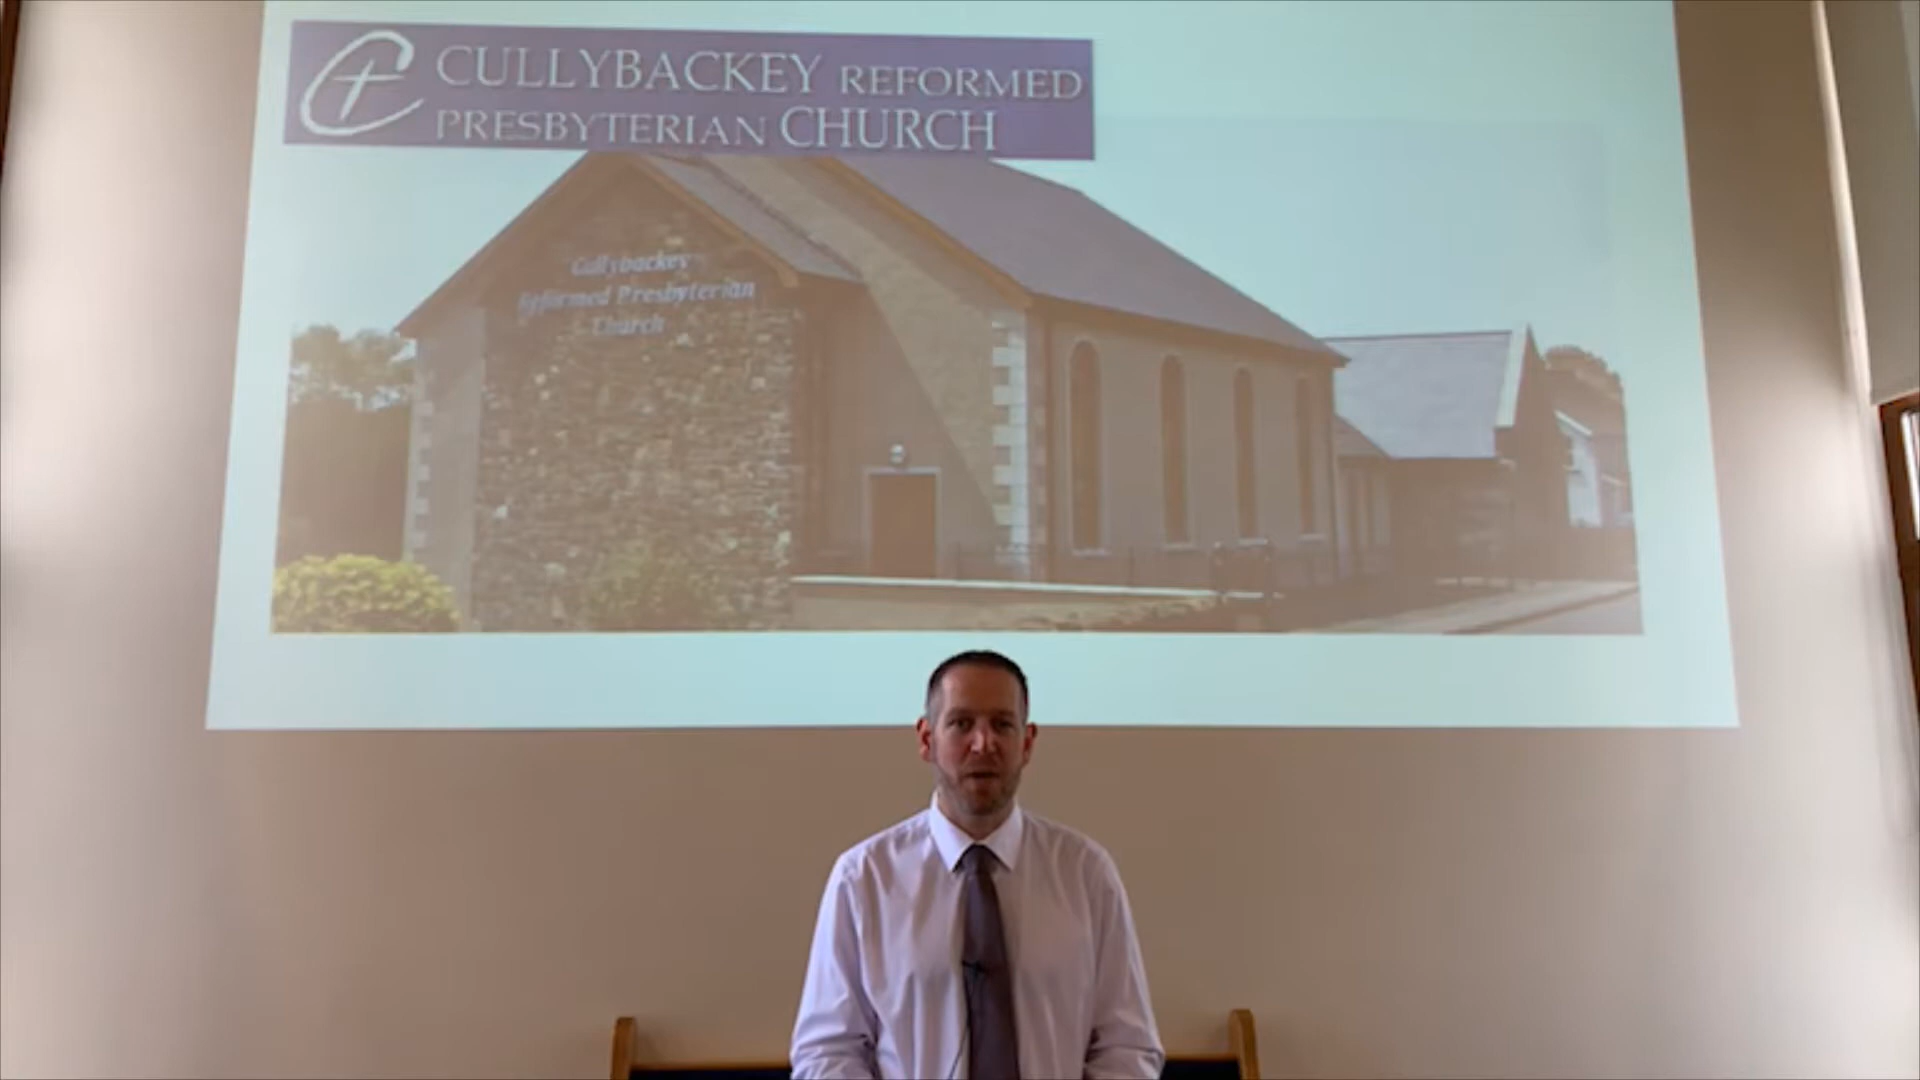 CULLYBACKEY REFORMED
PRESBYTERIAN CHURCH
Cullybackey
Reformed Presbyterian
Church